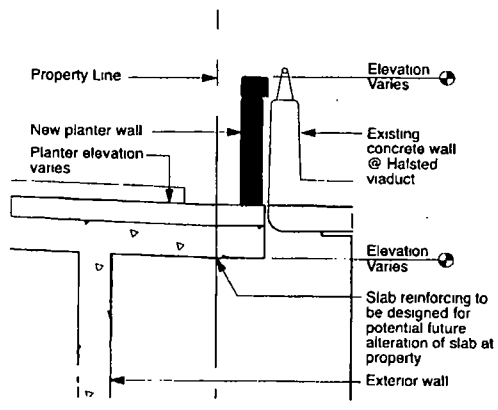 Property Line
Elevation
Varies
New planter wall
Existing
concrete wall
@ Halsted
viaduct
Planter elevation
varies
Elevation
Varies
Slab reinforcing to
be designed for
potential future
alteration of slab at
property
Exterior wall